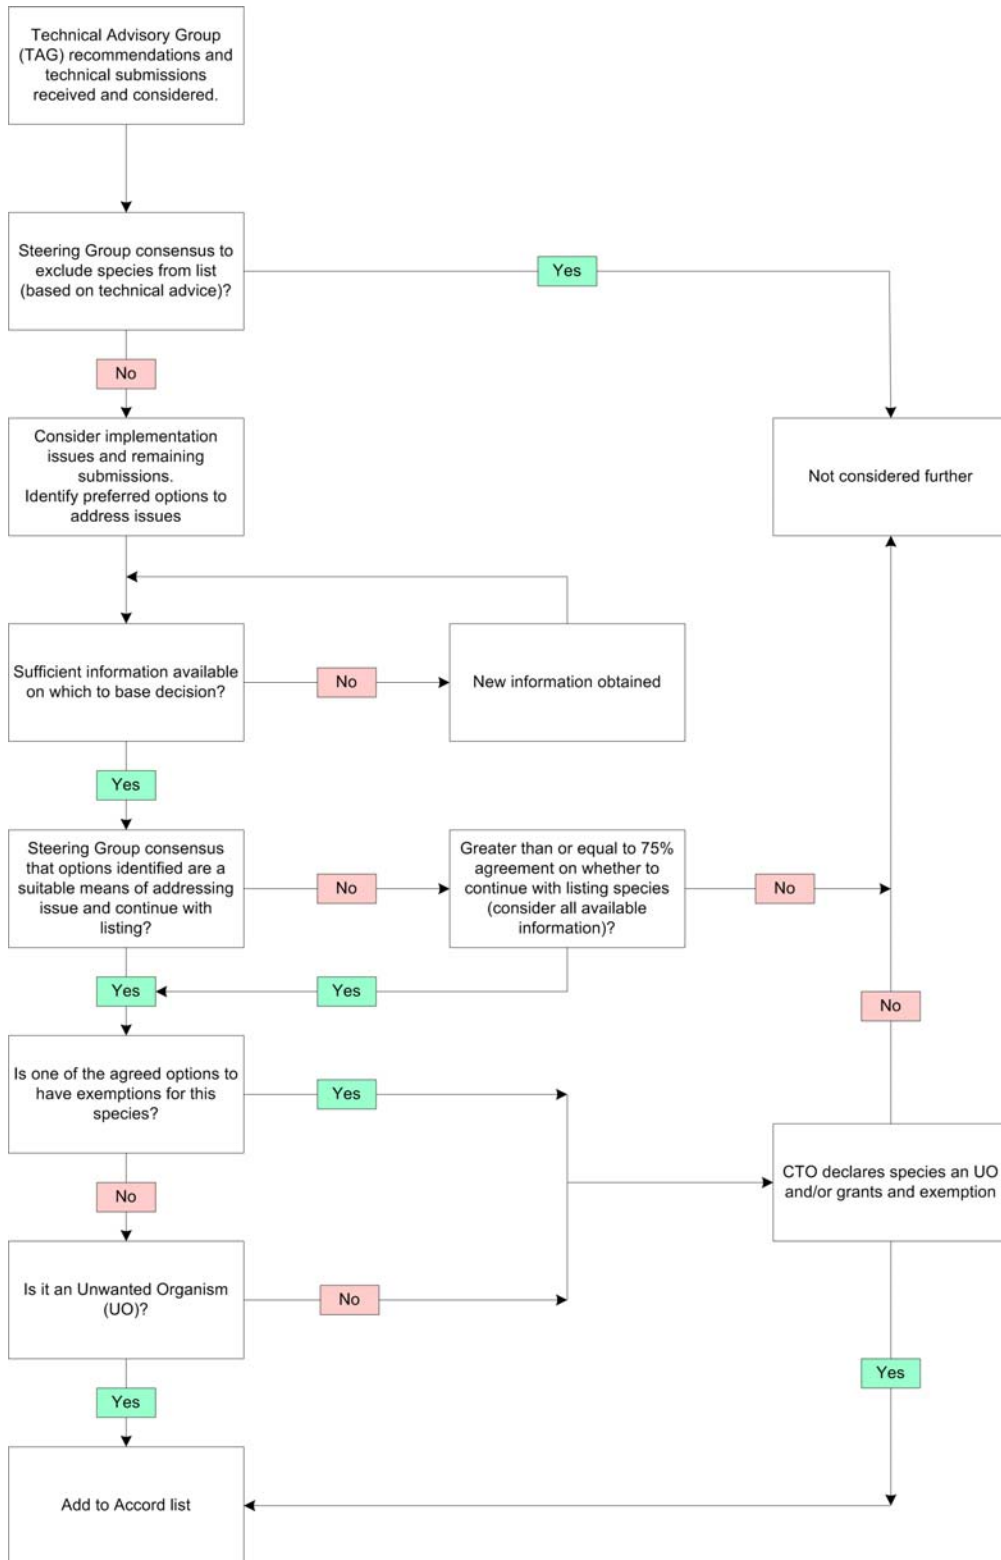 Technical Advisory Group
(TAG) recommendations and
technical submissions
received and considered.
Steering Group consensus to
exclude species from list
(based on technical advice)?
Yes
No
Consider implementation
issues and remaining
submissions.
Identify preferred options to
address issues
Not considered further
Sufficient information available
on which to base decision?
No
New information obtained
Yes
Steering Group consensus
that options identified are a
suitable means of addressing
issue and continue with
listing?
No
Greater than or equal to 75%
agreement on whether to
continue with listing species
(consider all available
information)?
No
Yes
Yes
No
Is one of the agreed options to
have exemptions for this
species?
Yes
CTO declares species an UO
and/or grants and exemption
No
Is it an Unwanted Organism
(UO)?
No
Yes
Yes
Add to Accord list